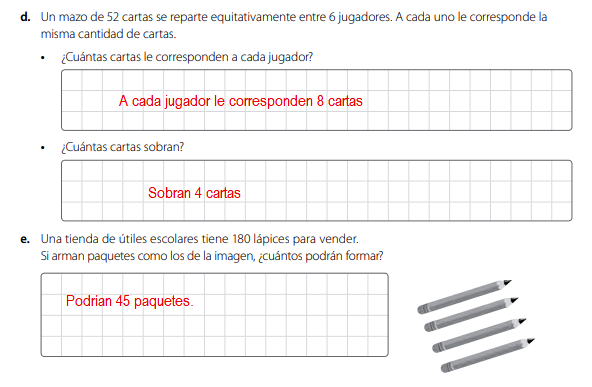 d. Un mazo de 52 cartas se reparte equitativamente entre 6 jugadores. A cada uno le corresponde la
misma cantidad de cartas.
• ¿Cuántas cartas le corresponden a cada jugador?
A cada jugador le corresponden 8 cartas
• ¿Cuántas cartas sobran?
Sobran 4 cartas
e. Una tienda de útiles escolares tiene 180 lápices para vender.
Si arman paquetes como los de la imagen, ¿cuántos podrán formar?
Podrian 45 paquetes.